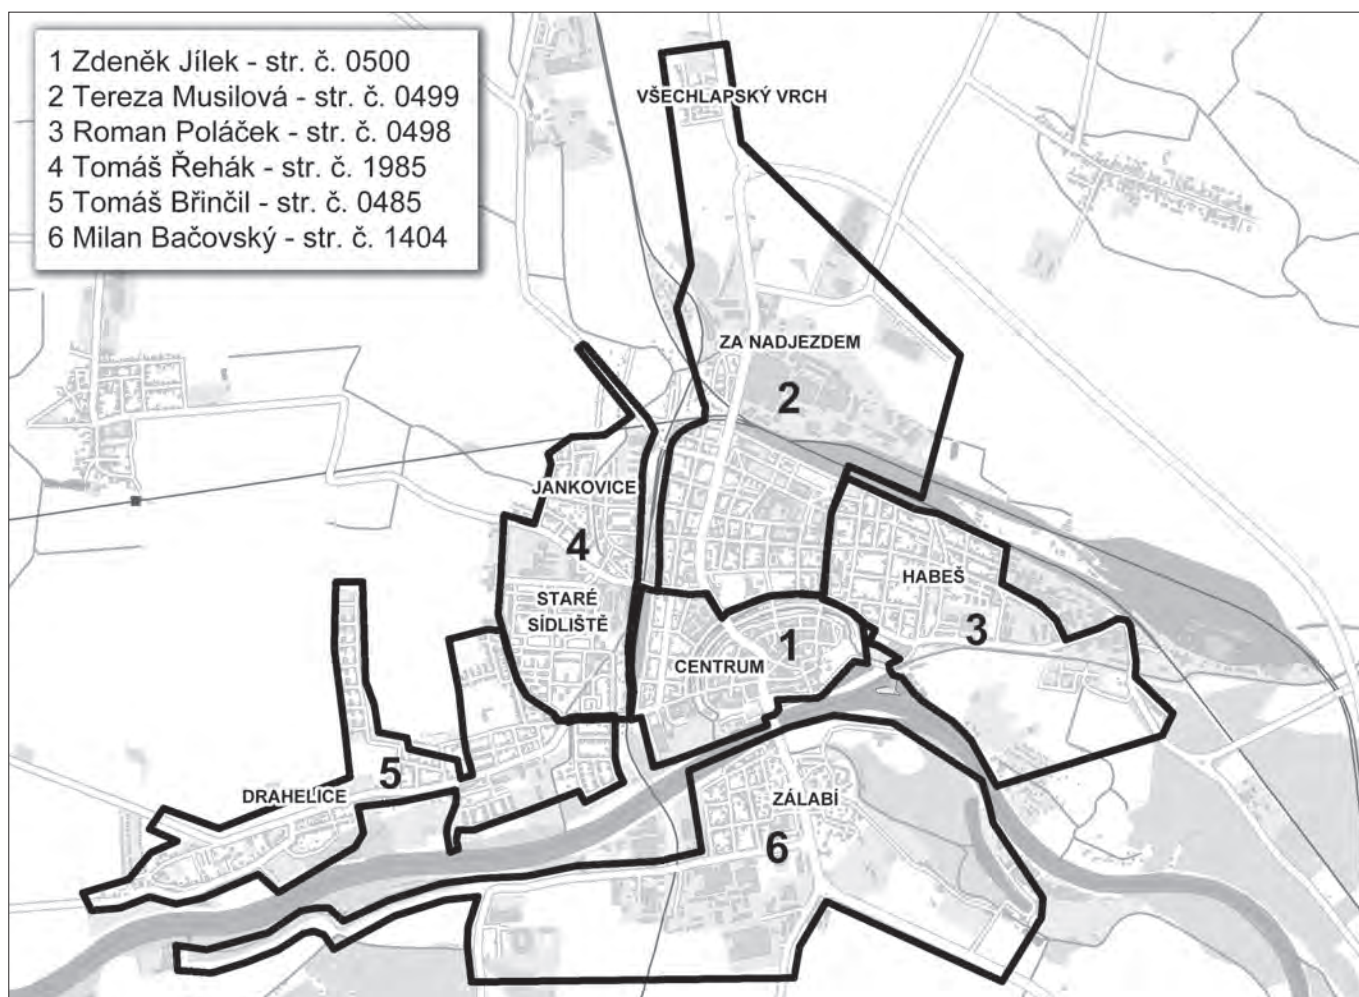 1 Zdeněk Jílek - str. č. 0500
2 Tereza Musilová - str. č. 0499
3 Roman Poláček - str. č. 0498
4 Tomáš Řehák - str. č. 1985
5 Tomáš Břinčil - str. č. 0485
6 Milan Bačovský - str. č. 1404
VŠECHLAPSKÝ VRCH
ZA NADJEZDEM
2
JANKOVICE
4
HABEŠ
STARÉ
SÍDLIŠTĚ
3
1
CENTRUM
5
DRAHELICE
ZÁLABÍ
6